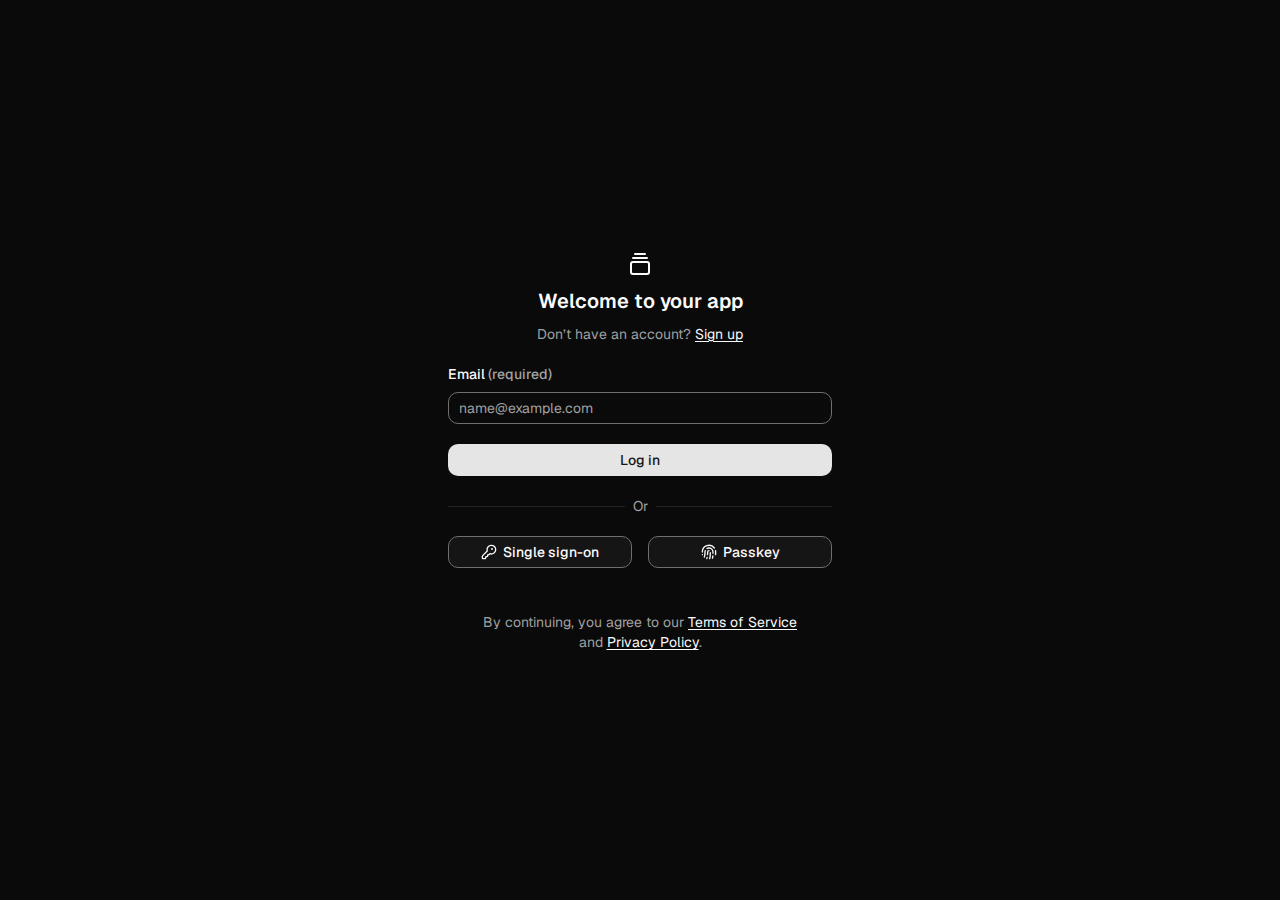 Welcome to your app
Don't have an account? Sign up
Email (required)
name@example.com
Log in
Or
Single sign-on
Passkey
By continuing, you agree to our Terms of Service
and Privacy Policy.